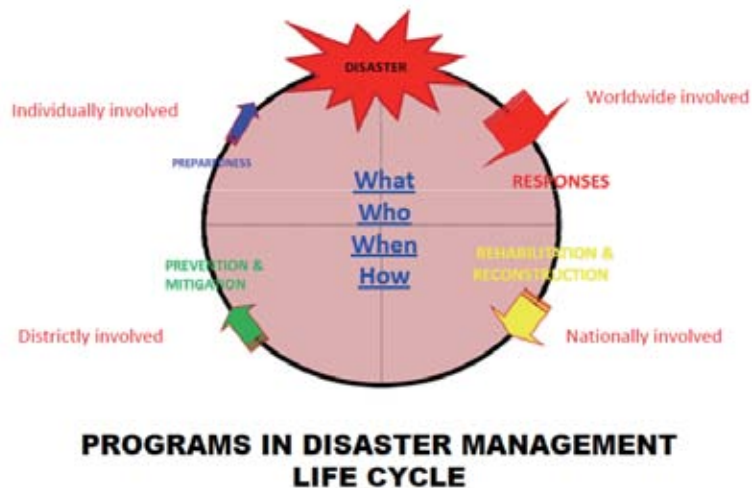 DISASTER
Individually involved
Worldwide involved
PREPAREDNESS
RESPONSES
What
Who
When
How
PREVENTION &
MITIGATION
REHABILITATION &
RECONSTRUCTION
Districtly involved
Nationally involved
PROGRAMS IN DISASTER MANAGEMENT
LIFE CYCLE